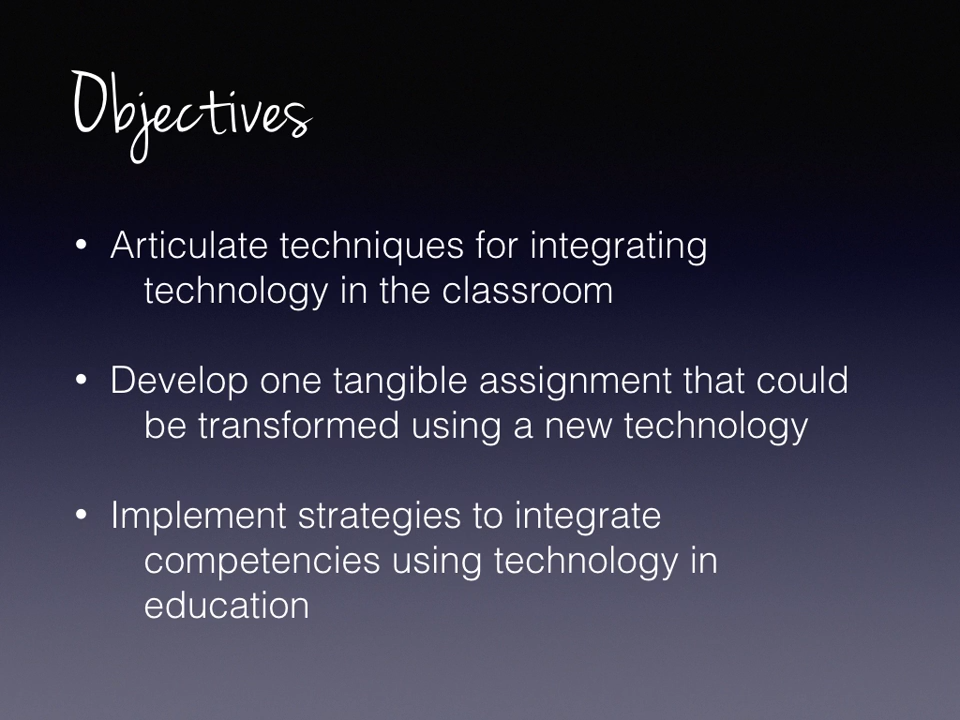 Objectives
• Articulate techniques for integrating
technology in the classroom
• Develop one tangible assignment that could
be transformed using a new technology
• Implement strategies to integrate
competencies using technology in
education